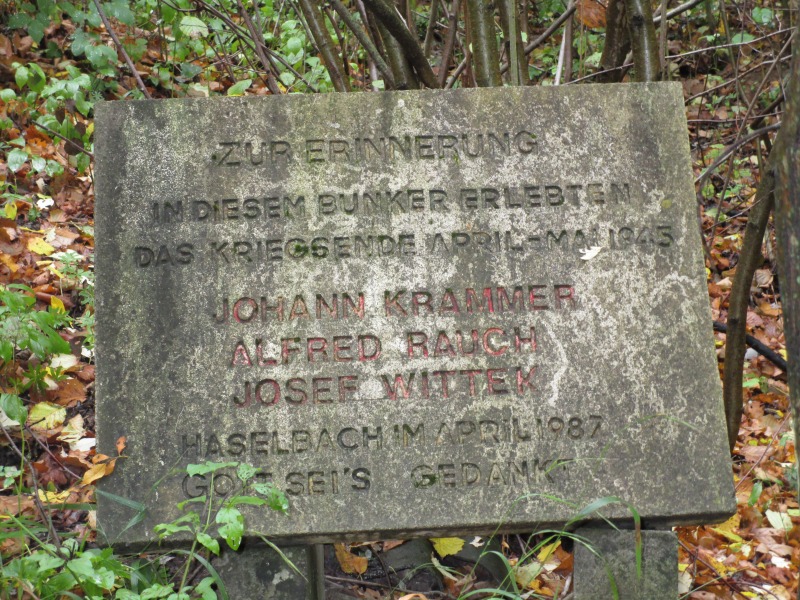 ZUR ERINNERUNG
IN DIESEM BUNKER ERLEBTEN
DAS KRIEGSENDE APRIL-MAI 1945
JOHANN KRAMMER
ALFRED RAUCH
JOSEF WITTEK
HASELBACH IM APRIL 1987
GOTT SEI'S GEDANKT